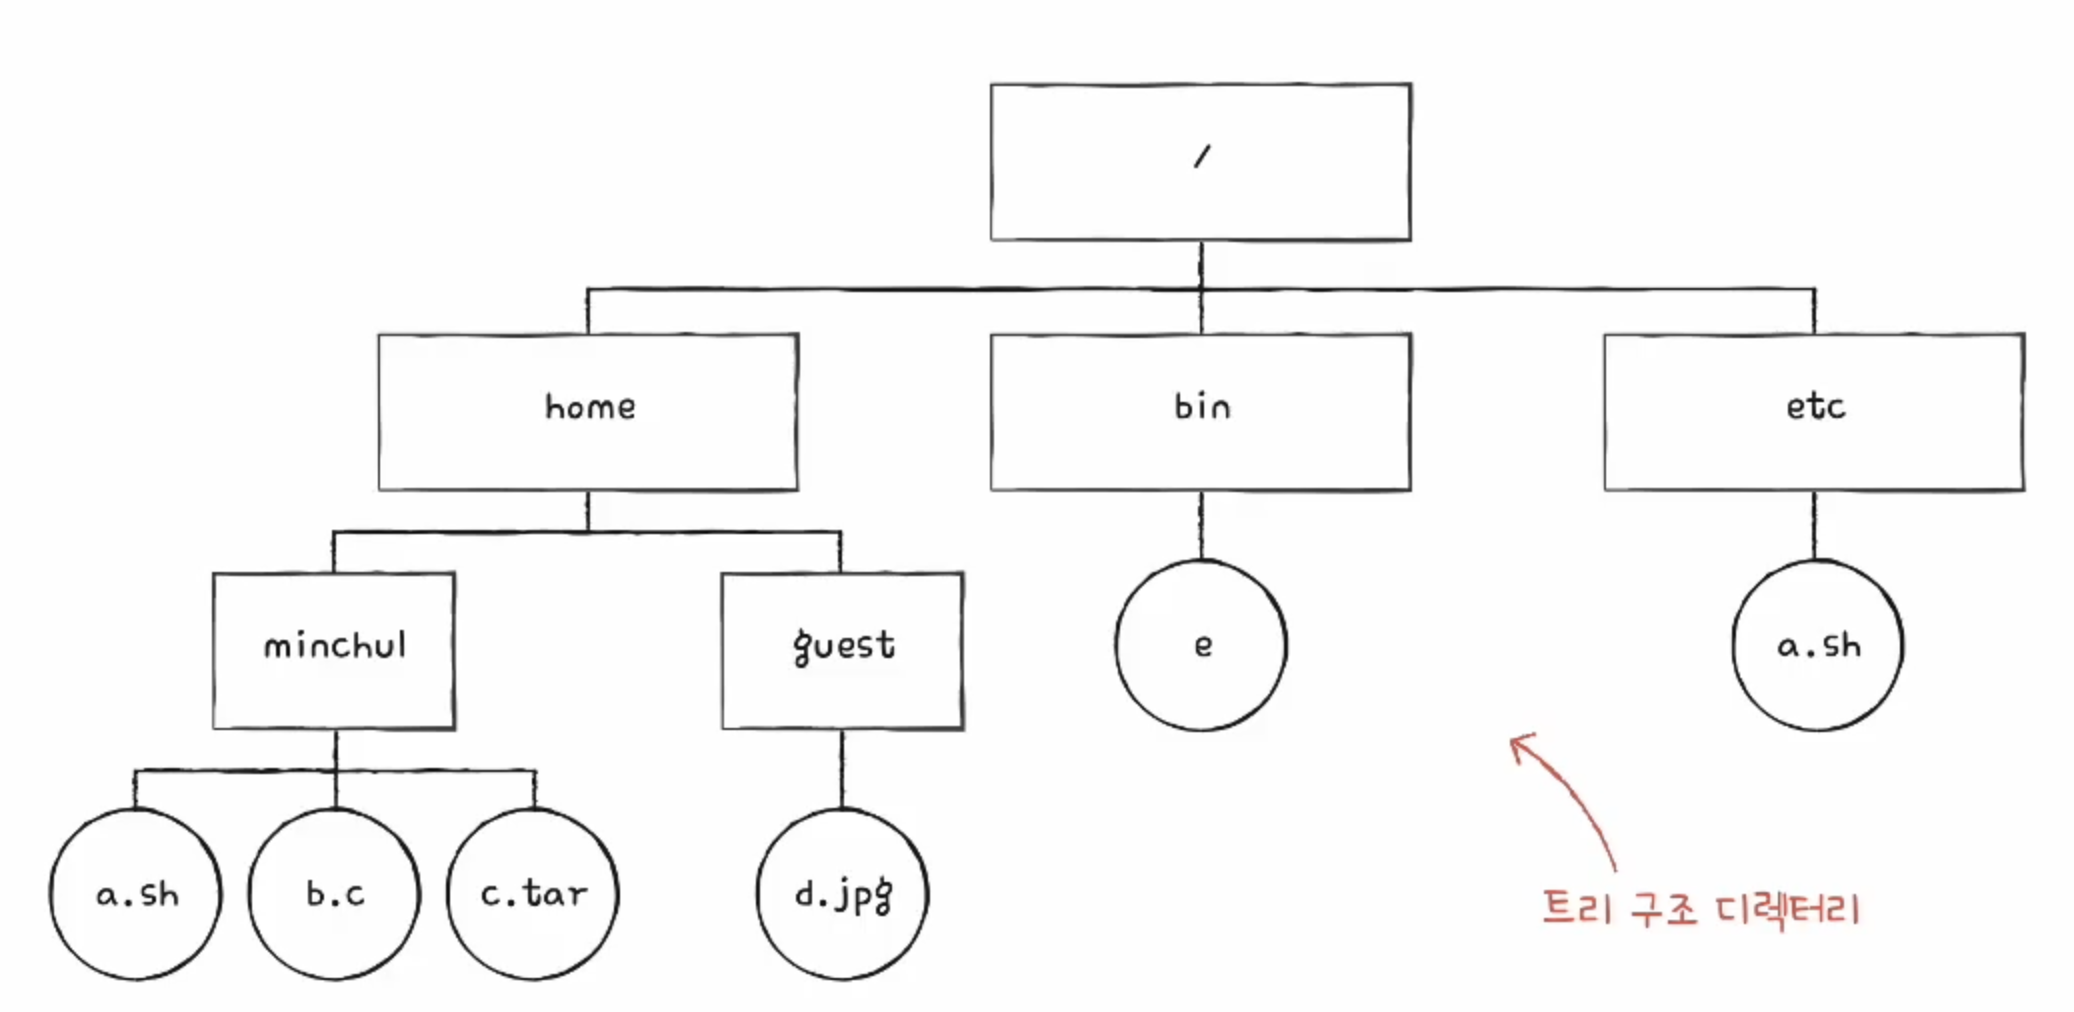 /
home
bin
etc
minchul
guest
e
a.sh
a.sh
b.c
c.tar
d.jpg
트리 구조 디렉터리